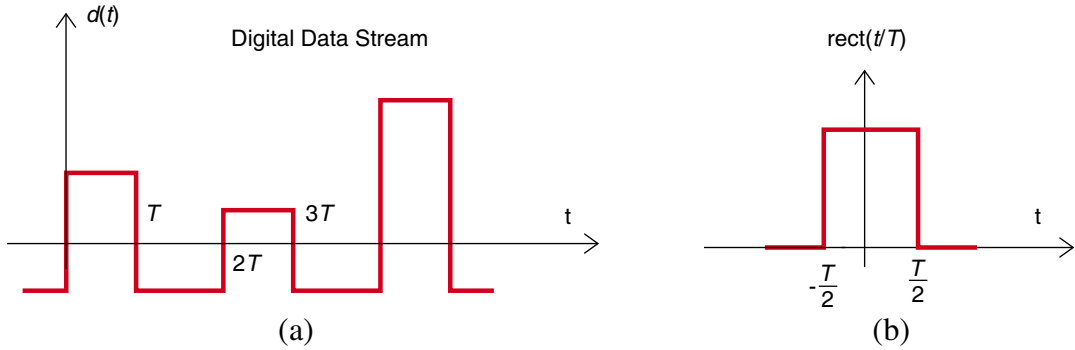 d(t)
Digital Data Stream
T
2T
3T
t
(a)
rect(t/T)
t
-T/2
T/2
(b)